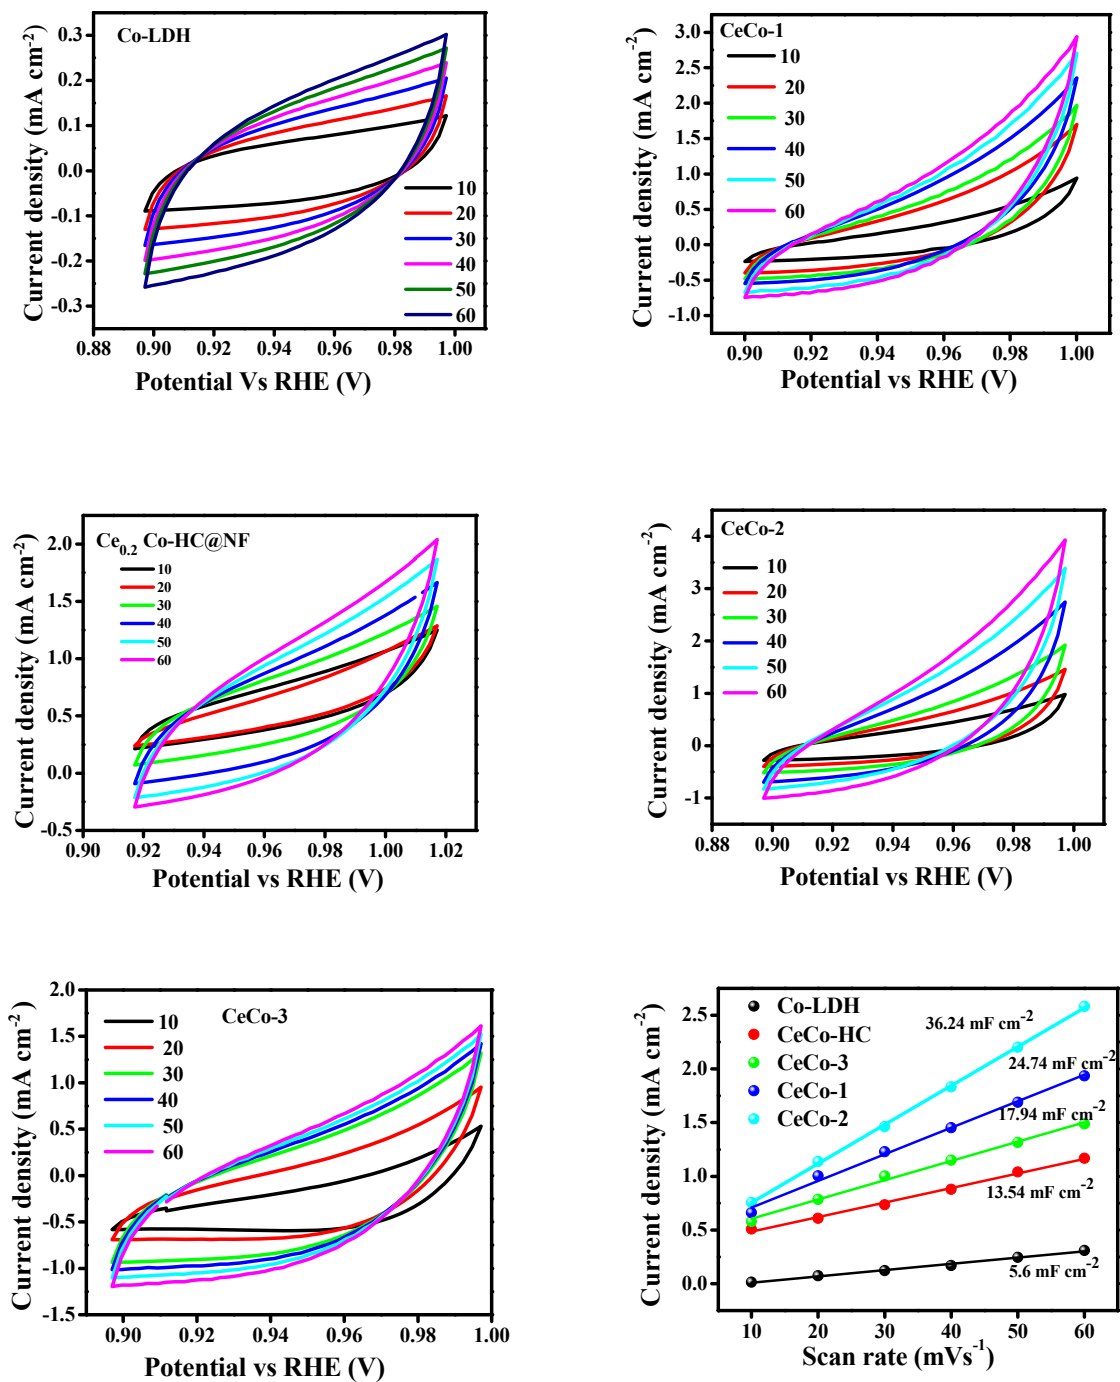 Co-LDH
0.3
0.2
0.1
0.0
-0.1
-0.2
-0.3
Current density (mA cm-2)
10
20
30
40
50
60
0.88 0.90 0.92 0.94 0.96 0.98 1.00
Potential Vs RHE (V)
CeCo-1
3.0
2.5
2.0
1.5
1.0
0.5
0.0
-0.5
-1.0
Current density (mA cm-2)
10
20
30
40
50
60
0.90 0.92 0.94 0.96 0.98 1.00
Potential vs RHE (V)
Ce0.2 Co-HC@NF
2.0
1.5
1.0
0.5
0.0
-0.5
Current density (mA cm-2)
10
20
30
40
50
60
0.90 0.92 0.94 0.96 0.98 1.00 1.02
Potential vs RHE (V)
CeCo-2
4
3
2
1
0
-1
Current density (mA cm-2)
10
20
30
40
50
60
0.88 0.90 0.92 0.94 0.96 0.98 1.00
Potential vs RHE (V)
CeCo-3
2.0
1.5
1.0
0.5
0.0
-0.5
-1.0
-1.5
Current density (mA cm-2)
10
20
30
40
50
60
0.90 0.92 0.94 0.96 0.98 1.00
Potential vs RHE (V)
Co-LDH
CeCo-HC
CeCo-3
CeCo-1
CeCo-2
2.5
2.0
1.5
1.0
0.5
0.0
Current density (mA cm-2)
36.24 mF cm-2
24.74 mF cm-2
17.94 mF cm-2
13.54 mF cm-2
5.6 mF cm-2
10 20 30 40 50 60
Scan rate (mVs-1)